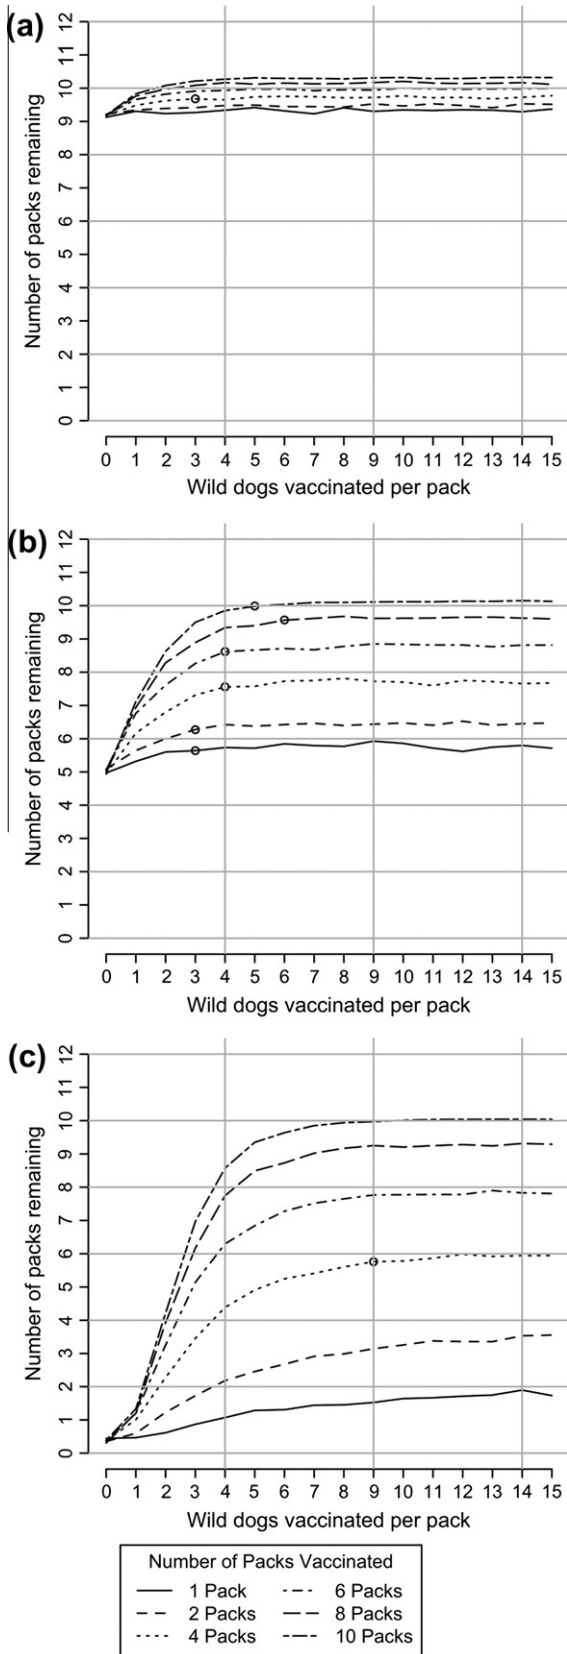 (a)
12
11
10
9
8
7
6
5
4
3
2
1
0
Number of packs remaining
0 1 2 3 4 5 6 7 8 9 10 11 12 13 14 15
Wild dogs vaccinated per pack
(b)
12
11
10
9
8
7
6
5
4
3
2
1
0
Number of packs remaining
0 1 2 3 4 5 6 7 8 9 10 11 12 13 14 15
Wild dogs vaccinated per pack
(c)
12
11
10
9
8
7
6
5
4
3
2
1
0
Number of packs remaining
0 1 2 3 4 5 6 7 8 9 10 11 12 13 14 15
Wild dogs vaccinated per pack
Number of Packs Vaccinated
1 Pack 6 Packs
2 Packs 8 Packs
4 Packs 10 Packs